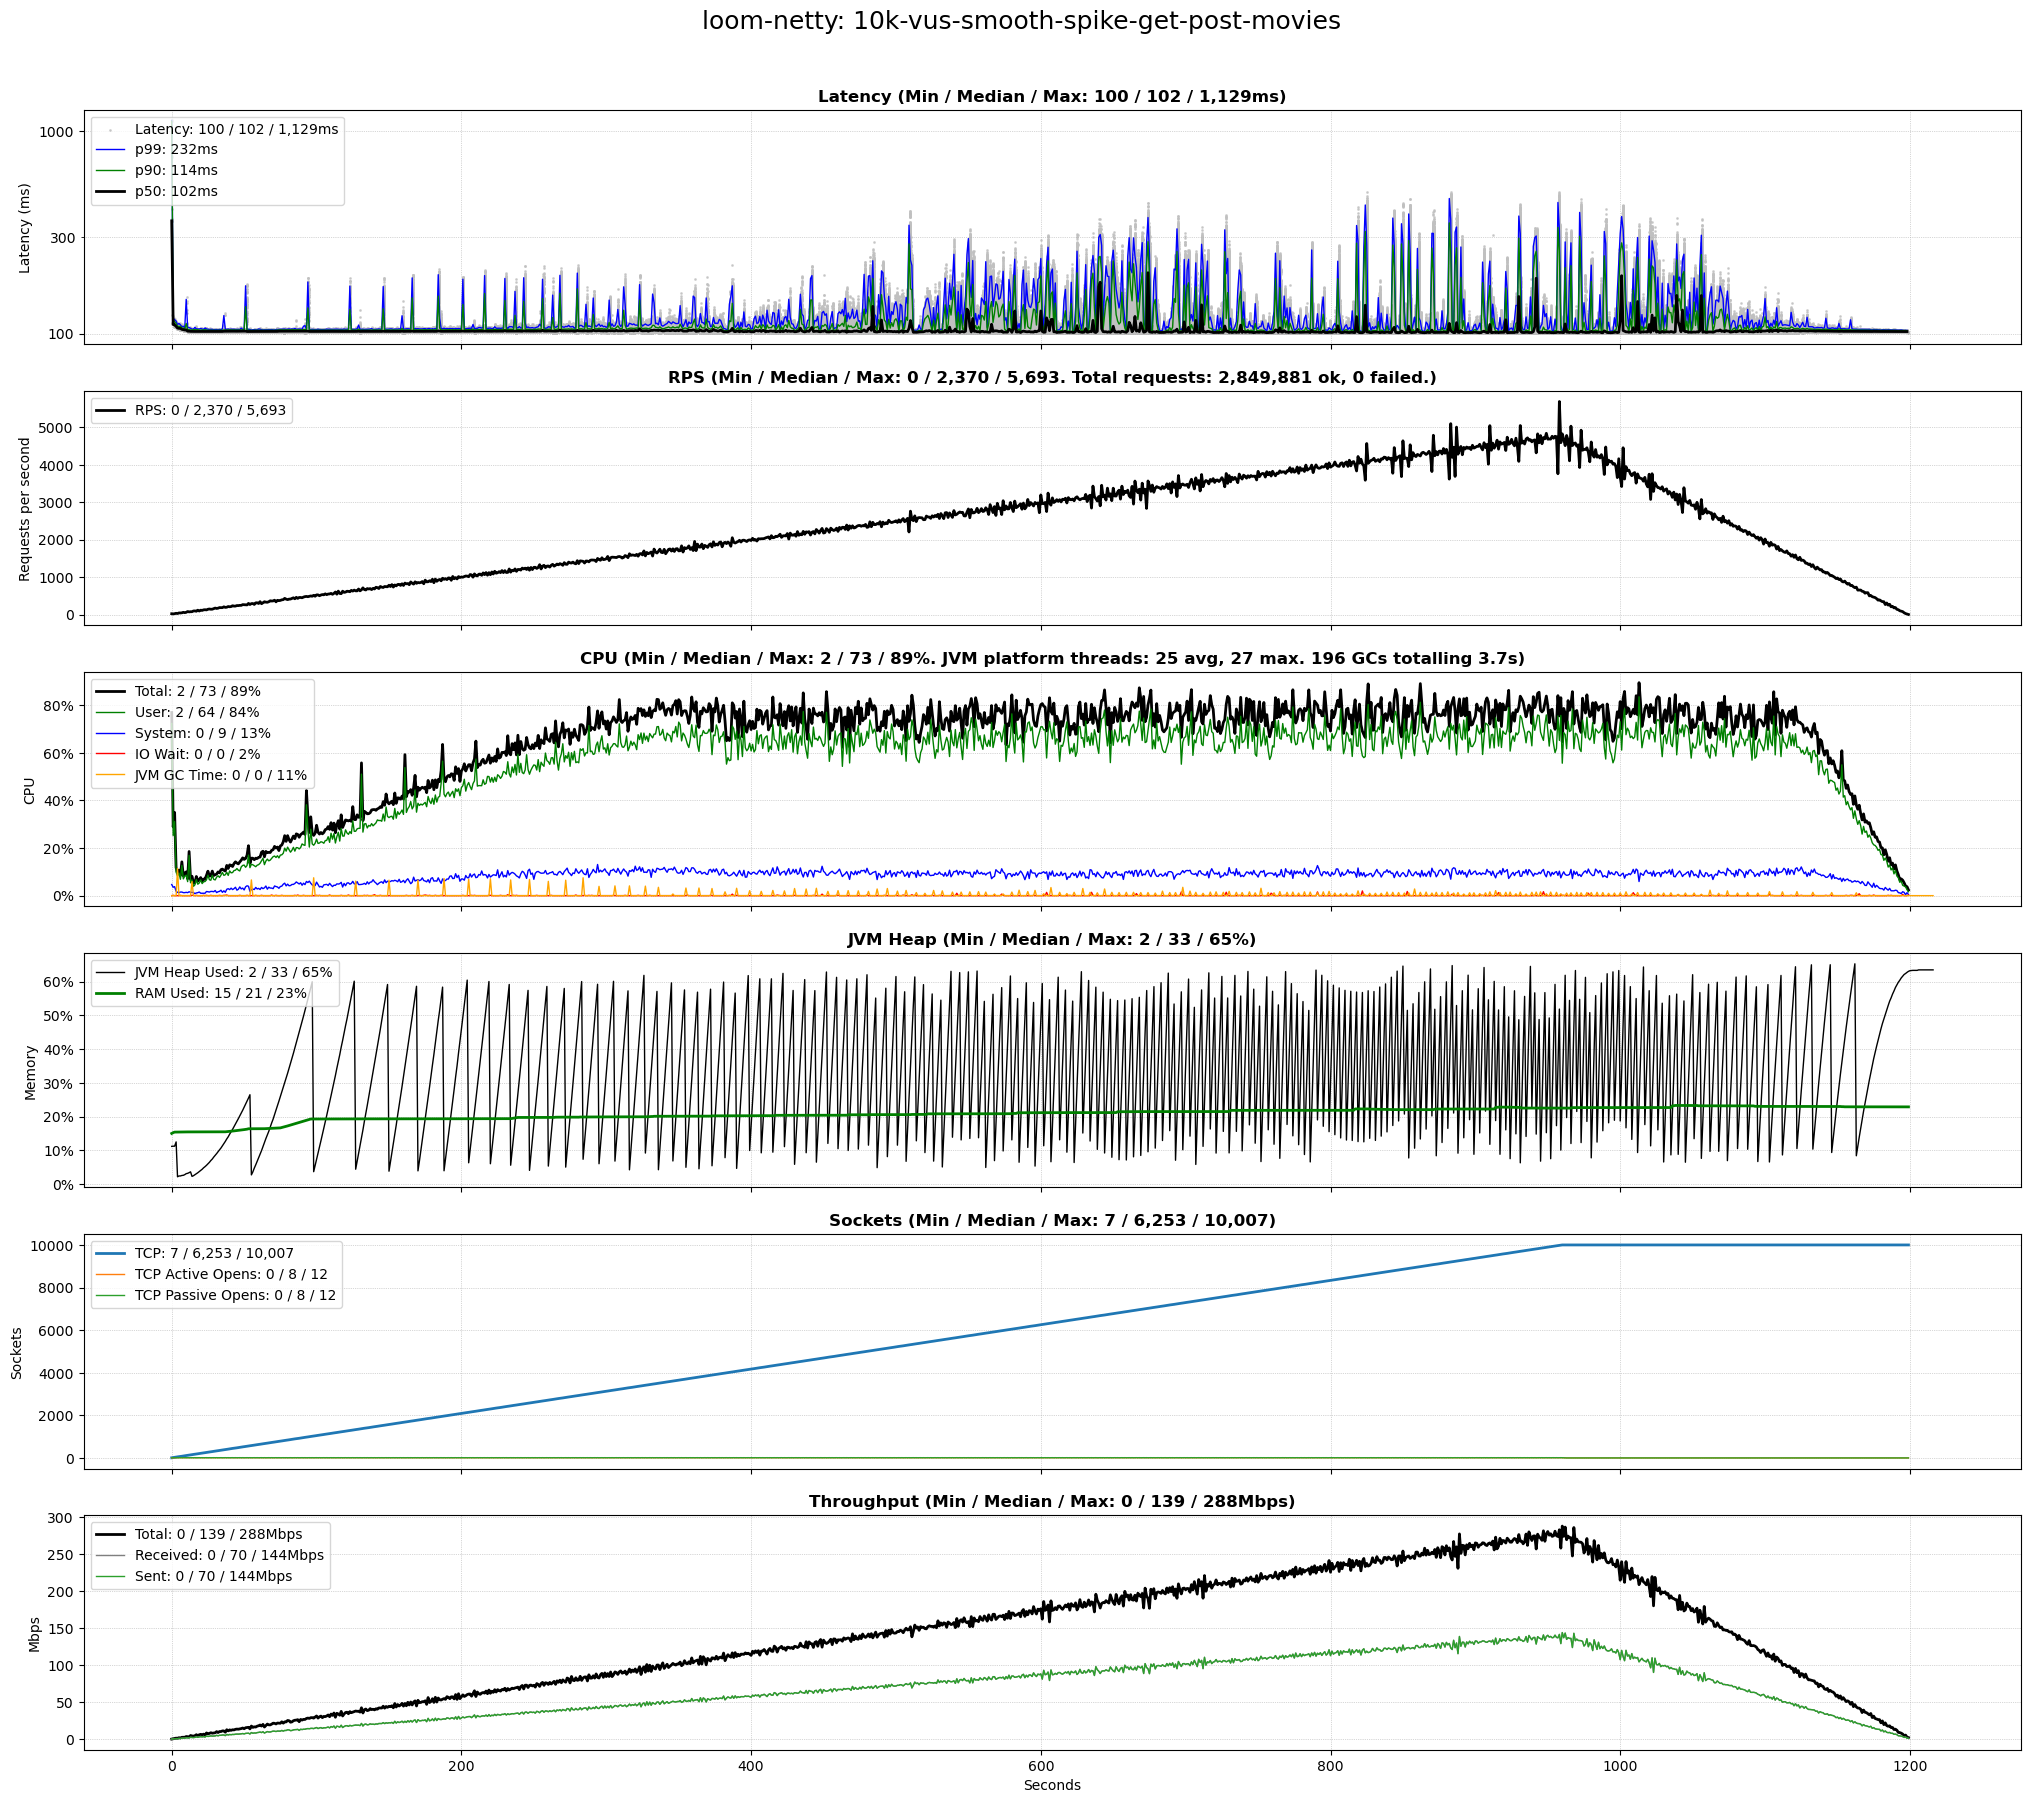 loom-netty: 10k-vus-smooth-spike-get-post-movies
Latency (Min / Median / Max: 100 / 102 / 1,129ms)
Latency: 100 / 102 / 1,129ms
p99: 232ms
p90: 114ms
p50: 102ms
1000
300
100
Latency (ms)
RPS (Min / Median / Max: 0 / 2,370 / 5,693. Total requests: 2,849,881 ok, 0 failed.)
RPS: 0 / 2,370 / 5,693
5000
4000
3000
2000
1000
0
Requests per second
CPU (Min / Median / Max: 2 / 73 / 89%. JVM platform threads: 25 avg, 27 max. 196 GCs totalling 3.7s)
Total: 2 / 73 / 89%
User: 2 / 64 / 84%
System: 0 / 9 / 13%
IO Wait: 0 / 0 / 2%
JVM GC Time: 0 / 0 / 11%
80%
60%
40%
20%
0%
CPU
JVM Heap (Min / Median / Max: 2 / 33 / 65%)
JVM Heap Used: 2 / 33 / 65%
RAM Used: 15 / 21 / 23%
60%
50%
40%
30%
20%
10%
0%
Memory
Sockets (Min / Median / Max: 7 / 6,253 / 10,007)
TCP: 7 / 6,253 / 10,007
TCP Active Opens: 0 / 8 / 12
TCP Passive Opens: 0 / 8 / 12
10000
8000
6000
4000
2000
0
Sockets
Throughput (Min / Median / Max: 0 / 139 / 288Mbps)
Total: 0 / 139 / 288Mbps
Received: 0 / 70 / 144Mbps
Sent: 0 / 70 / 144Mbps
300
250
200
150
100
50
0
Mbps
0 200 400 600 800 1000 1200
Seconds